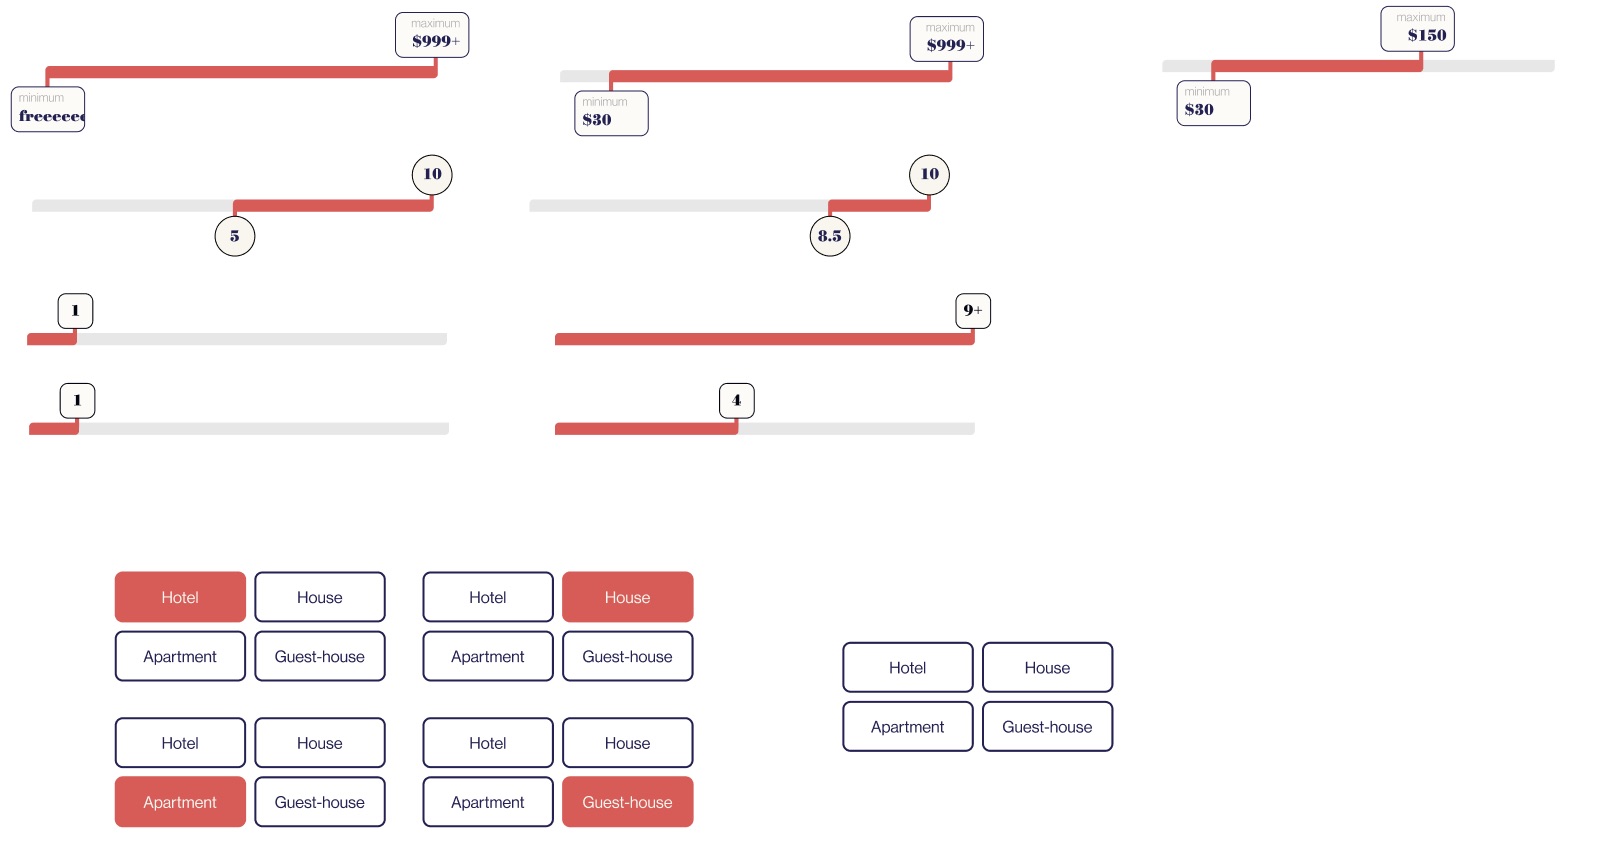 maximum
$999+
minimum
freeeeee
maximum
$999+
minimum
$30
maximum
$150
minimum
$30
10
5
10
8.5
1
9+
1
4
Hotel
House
Apartment
Guest-house
Hotel
House
Apartment
Guest-house
Hotel
House
Apartment
Guest-house
Hotel
House
Apartment
Guest-house
Hotel
House
Apartment
Guest-house